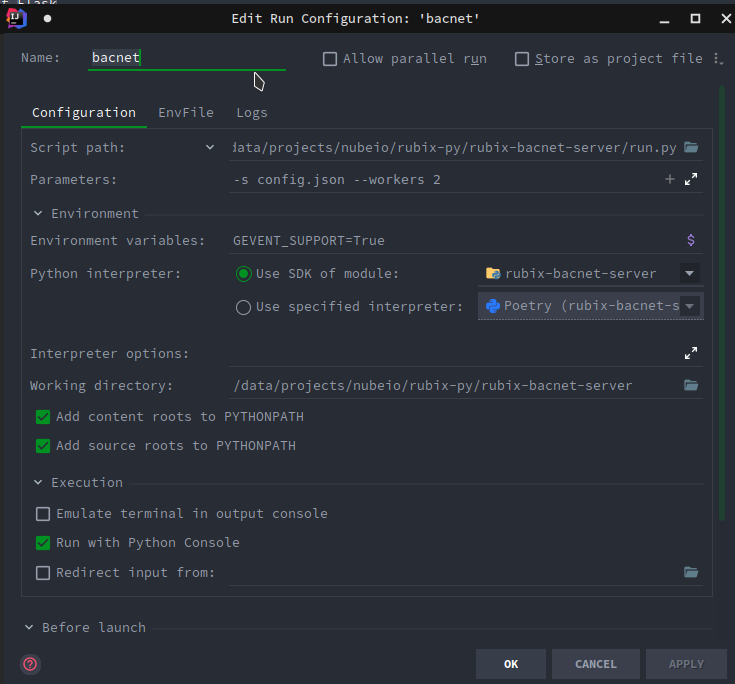 Edit Run Configuration: 'bacnet'
Name: bacnet Allow parallel run Store as project file
Configuration EnvFile Logs
Script path: data/projects/nubeio/rubix-py/rubix-bacnet-server/run.py
Parameters: -s config.json --workers 2
Environment
Environment variables: GEVENT_SUPPORT=True $
Python interpreter: Use SDK of module: rubix-bacnet-server
Use specified interpreter: Poetry (rubix-bacnet-s
Interpreter options:
Working directory: /data/projects/nubeio/rubix-py/rubix-bacnet-server
Add content roots to PYTHONPATH
Add source roots to PYTHONPATH
Execution
Emulate terminal in output console
Run with Python Console
Redirect input from:
Before launch
? OK CANCEL APPLY